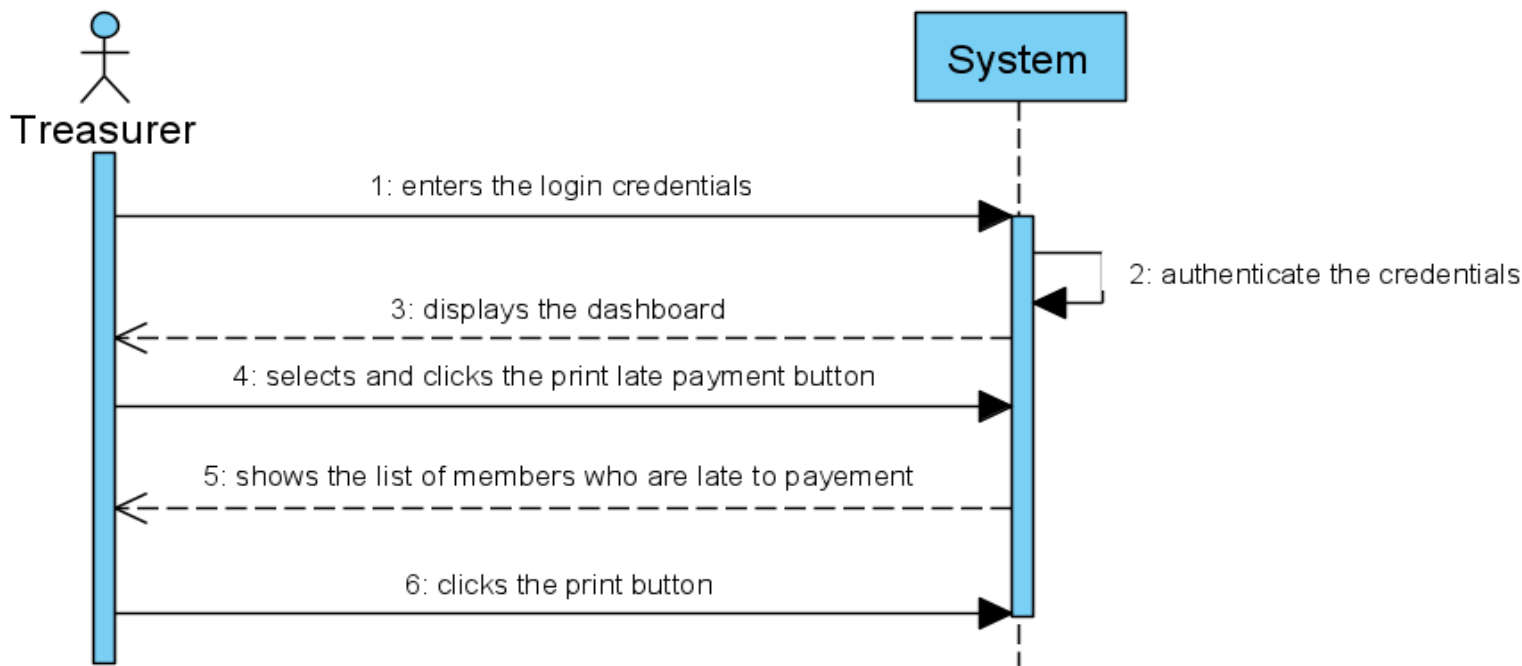 System
Treasurer
1: enters the login credentials
2: authenticate the credentials
3: displays the dashboard
4: selects and clicks the print late payment button
5: shows the list of members who are late to payement
6: clicks the print button